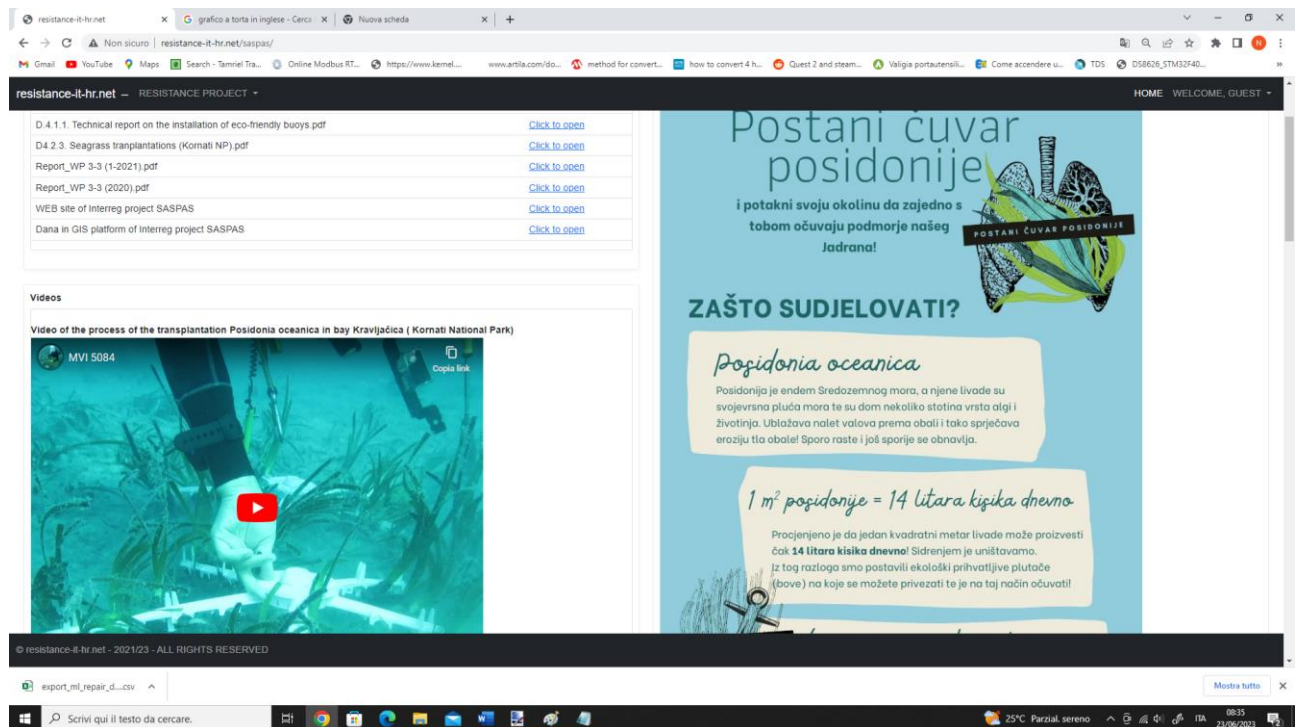 resistance-it-hr.net
grafico a torta in inglese - Cerca
Nuova scheda
Non sicuro | resistance-it-hr.net/saspas/
Gmail YouTube Maps Search - Tamriel Tra... Online Modbus RT... https://www.kernel.... www.artila.com/do... method for convert... how to convert 4 h... Quest 2 and steam... Valigia portautensili... Come accendere u... TDS DS8626_STM32F40...
resistance-it-hr.net – RESISTANCE PROJECT
HOME WELCOME, GUEST
D.4.1.1. Technical report on the installation of eco-friendly buoys.pdf Click to open
D4.2.3. Seagrass tranplantations (Kornati NP).pdf Click to open
Report_WP 3-3 (1-2021).pdf Click to open
Report_WP 3-3 (2020).pdf Click to open
WEB site of Interreg project SASPAS Click to open
Dana in GIS platform of Interreg project SASPAS Click to open
Videos
Video of the process of the transplantation Posidonia oceanica in bay Kravljačica ( Kornati National Park)
MVI 5084
Copia link
Postani čuvar
posidonije
i potakni svoju okolinu da zajedno s
tobom očuvaju podmorje našeg
Jadrana!
POSTANI ČUVAR POSIDONIJE
ZAŠTO SUDJELOVATI?
Posidonia oceanica
Posidonija je endem Sredozemnog mora, a njene livade su
svojevrsna pluća mora te su dom nekoliko stotina vrsta algi i
životinja. Ublažava nalet valova prema obali i tako sprječava
eroziju tla obale! Sporo raste i još sporije se obnavlja.
1 m² posidonije = 14 litara kisika dnevno
Procjenjeno je da jedan kvadratni metar livade može proizvesti
čak 14 litara kisika dnevno! Sidrenjem je uništavamo.
Iz tog razloga smo postavili ekološki prihvatljive plutače
(bove) na koje se možete privezati te je na taj način očuvati!
© resistance-it-hr.net - 2021/23 - ALL RIGHTS RESERVED
export_ml_repair_d....csv
Mostra tutto
Scrivi qui il testo da cercare.
25°C Parzial. sereno
ITA
08:35
23/06/2023